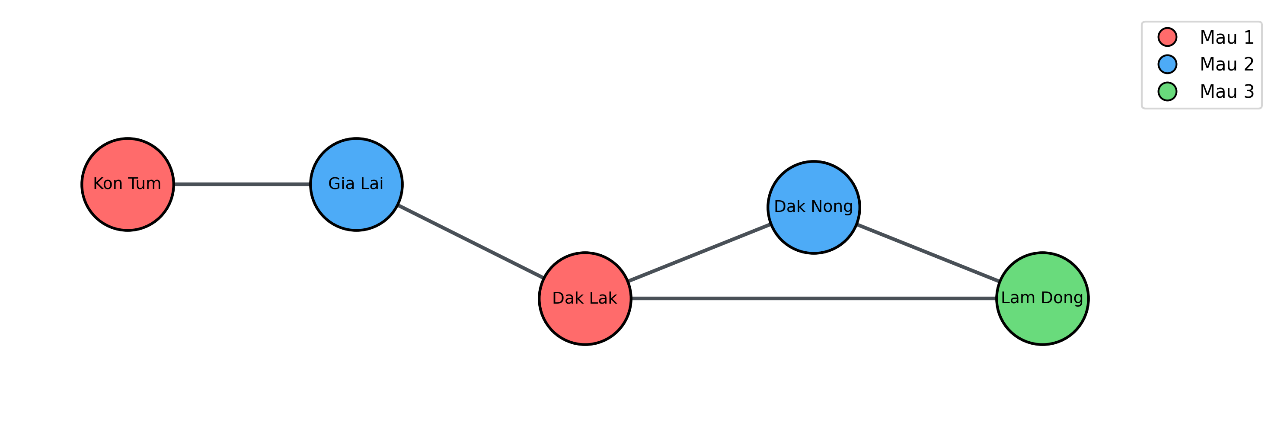 Mau 1
Mau 2
Mau 3
Kon Tum
Gia Lai
Dak Nong
Dak Lak
Lam Dong